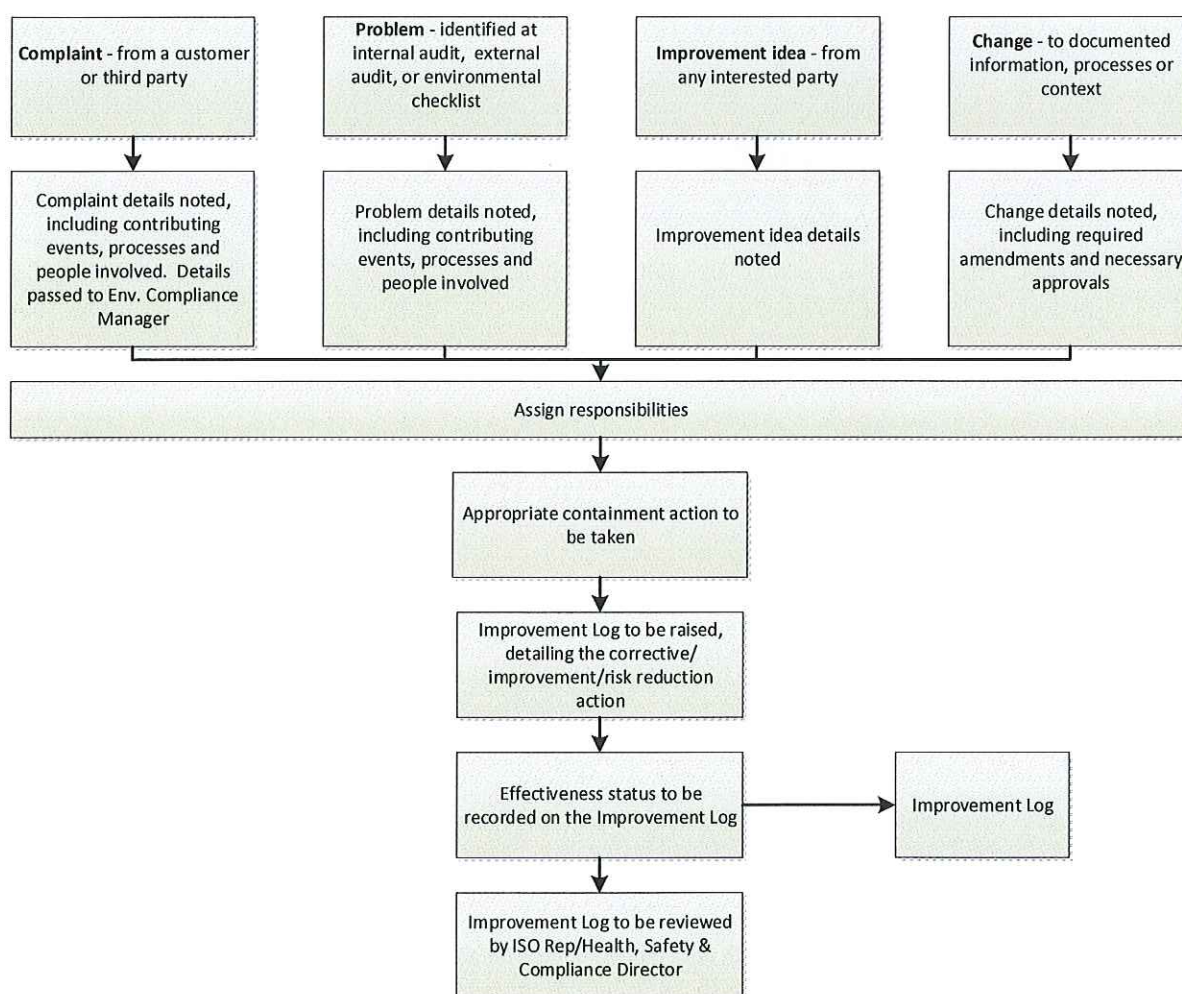 Complaint - from a customer
or third party
Problem - identified at
internal audit, external
audit, or environmental
checklist
Improvement idea - from
any interested party
Change - to documented
information, processes or
context
Complaint details noted,
including contributing
events, processes and
people involved. Details
passed to Env. Compliance
Manager
Problem details noted,
including contributing
events, processes and
people involved
Improvement idea details
noted
Change details noted,
including required
amendments and necessary
approvals
Assign responsibilities
Appropriate containment action to
be taken
Improvement Log to be raised,
detailing the corrective/
improvement/risk reduction
action
Effectiveness status to be
recorded on the Improvement Log
Improvement Log
Improvement Log to be reviewed
by ISO Rep/Health, Safety &
Compliance Director